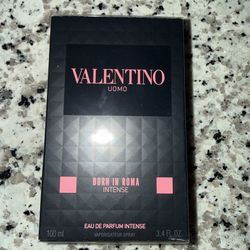 VALENTINO
UOMO
BORN IN ROMA
INTENSE
EAU DE PARFUM INTENSE
100 ml
VAPORISATEUR SPRAY
3.4 FL.OZ.